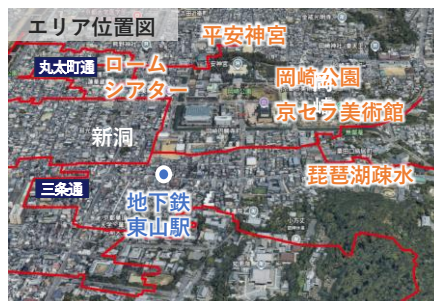 エリア位置図
平安神宮
丸太町通
ローム
シアター
岡崎公園
京セラ美術館
新洞
琵琶湖疏水
三条通
地下鉄
東山駅